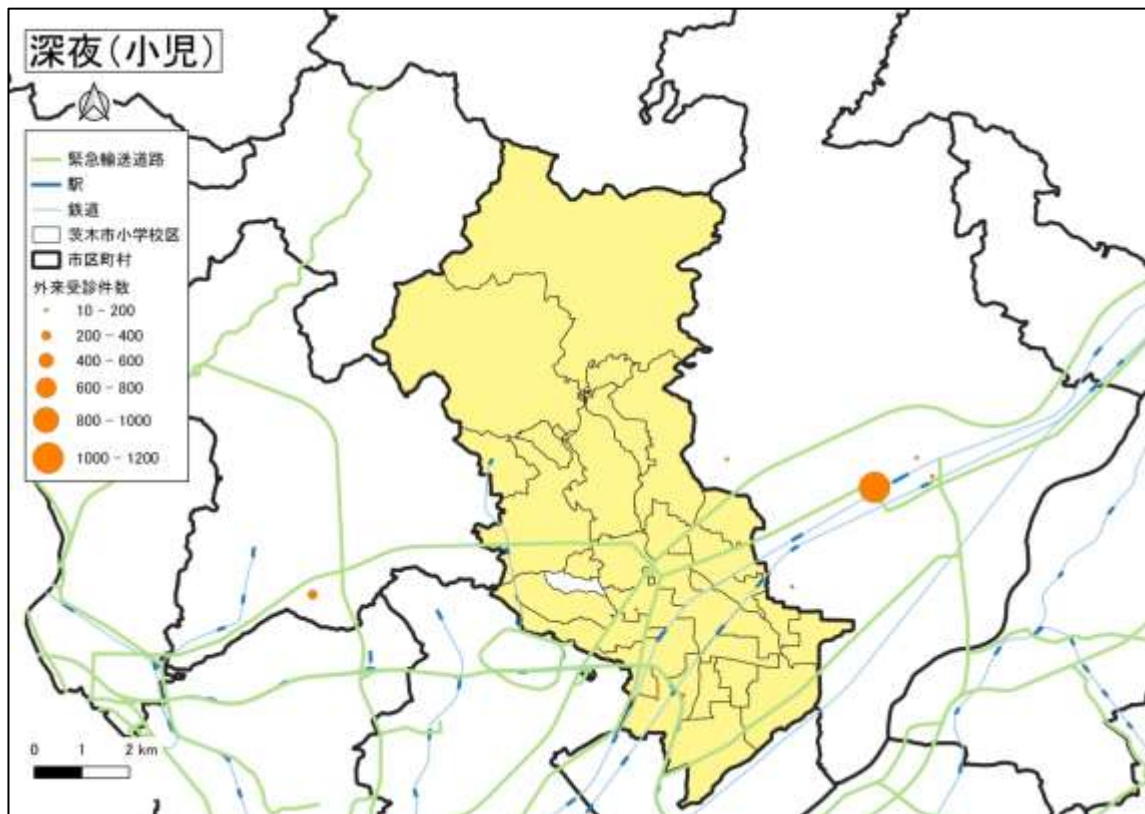 深夜(小児)
緊急輸送道路
駅
鉄道
茨木市小学校区
市区町村
外来受診件数
10 - 200
200 - 400
400 - 600
600 - 800
800 - 1000
1000 - 1200
0 1 2 km